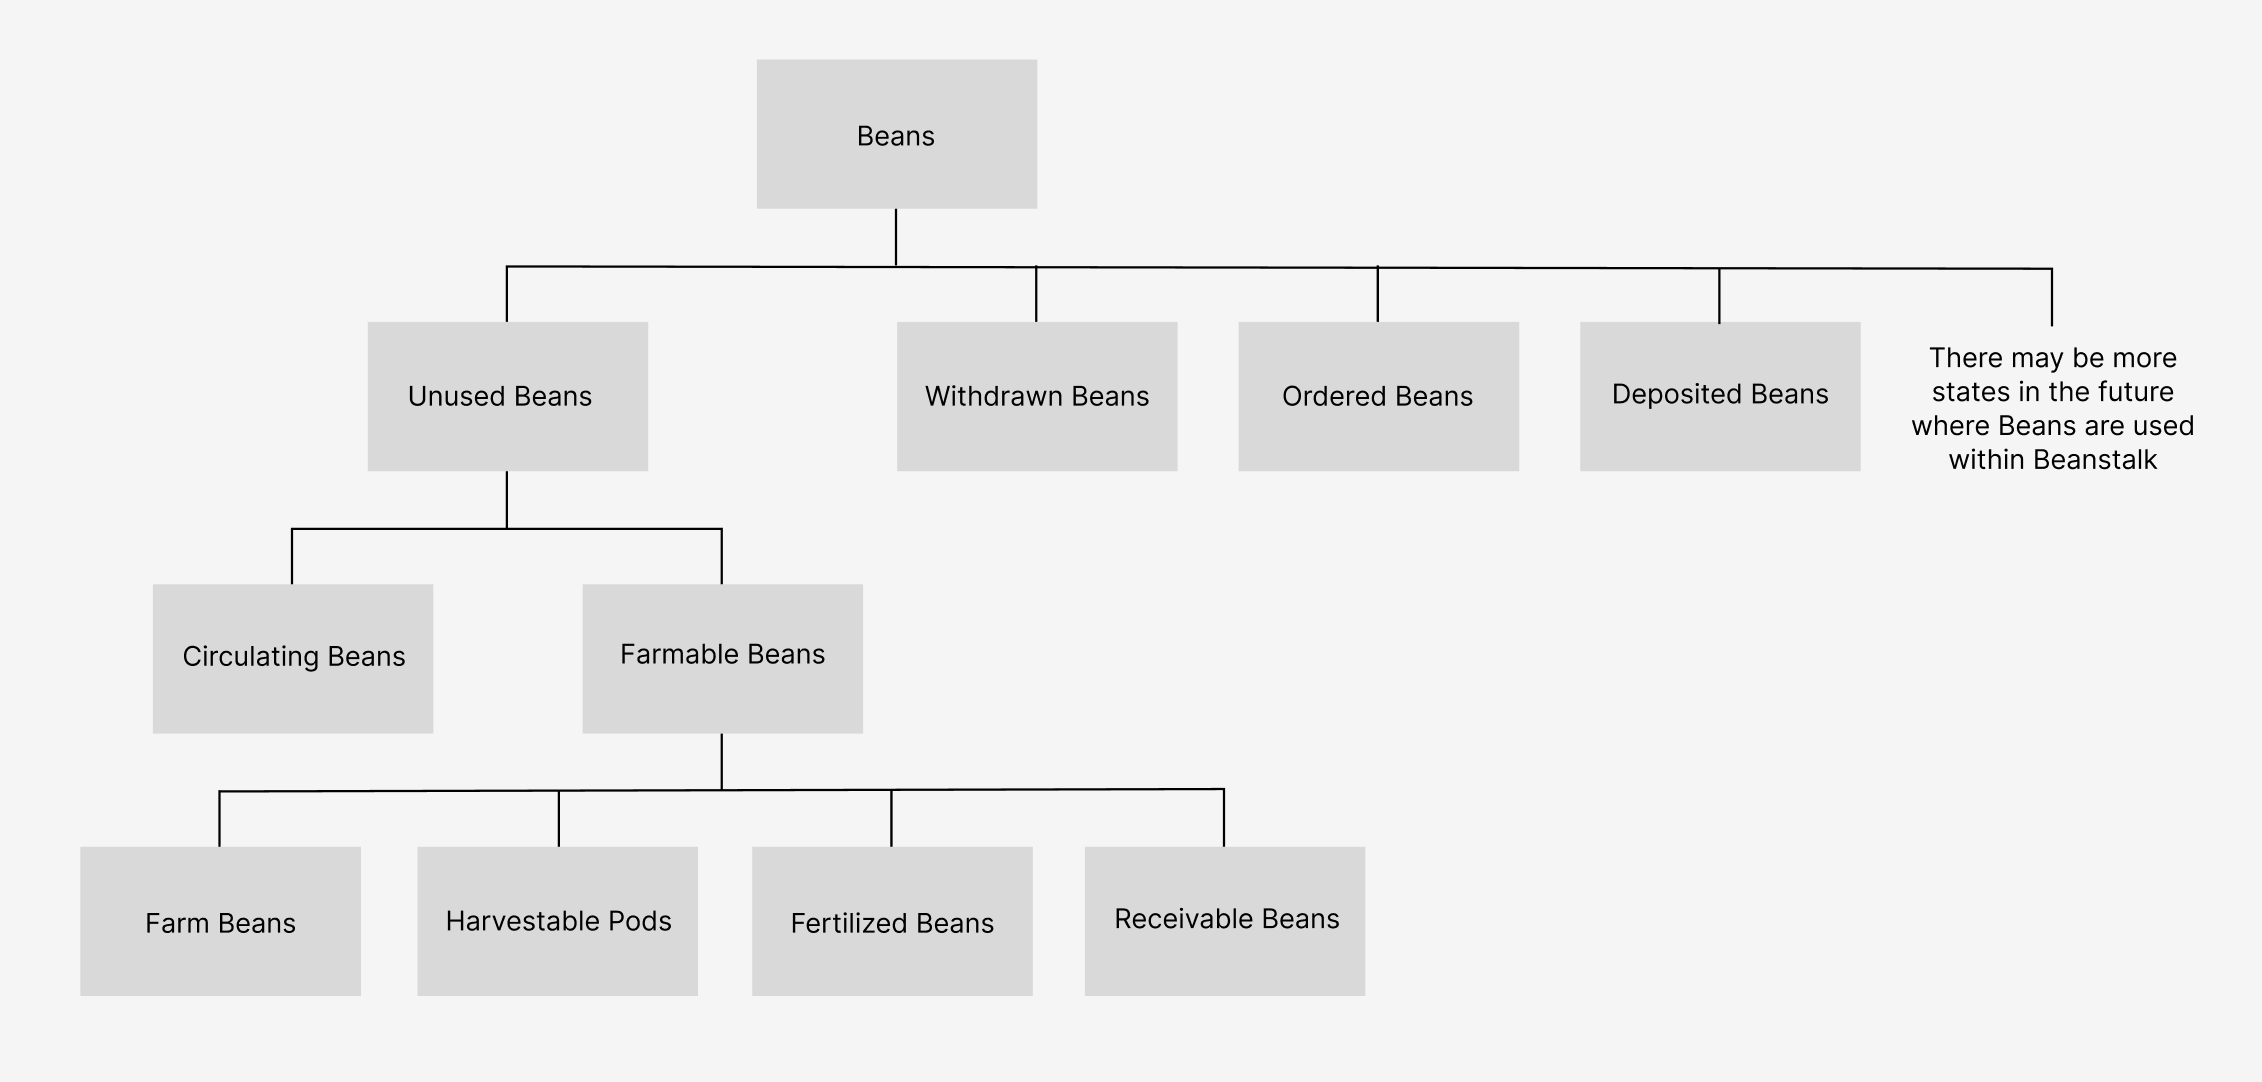 Beans
Unused Beans
Withdrawn Beans
Ordered Beans
Deposited Beans
There may be more
states in the future
where Beans are used
within Beanstalk
Circulating Beans
Farmable Beans
Farm Beans
Harvestable Pods
Fertilized Beans
Receivable Beans